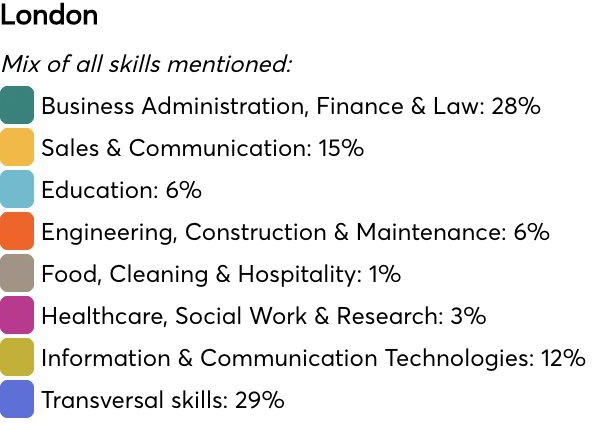 London
Mix of all skills mentioned:
Business Administration, Finance & Law: 28%
Sales & Communication: 15%
Education: 6%
Engineering, Construction & Maintenance: 6%
Food, Cleaning & Hospitality: 1%
Healthcare, Social Work & Research: 3%
Information & Communication Technologies: 12%
Transversal skills: 29%